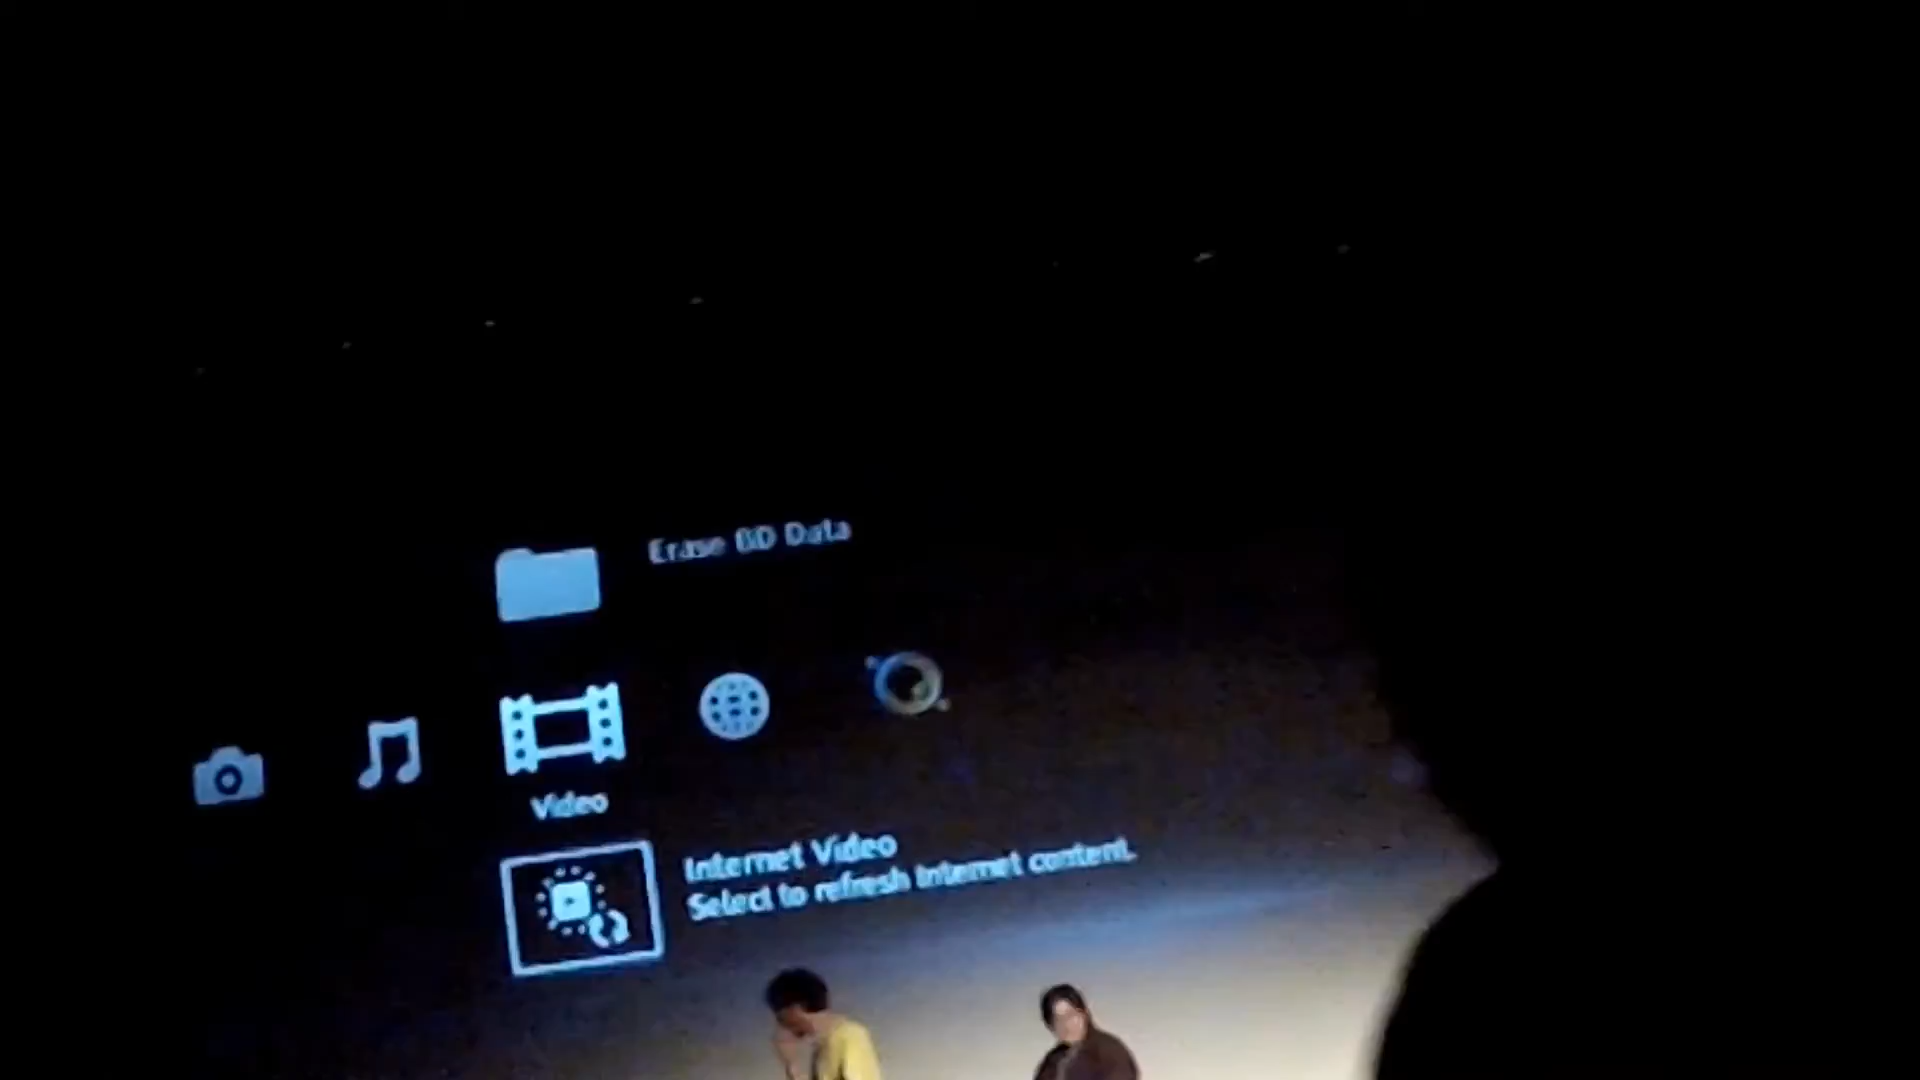 Erase BD Data
Video
Internet Video
Select to refresh Internet content.